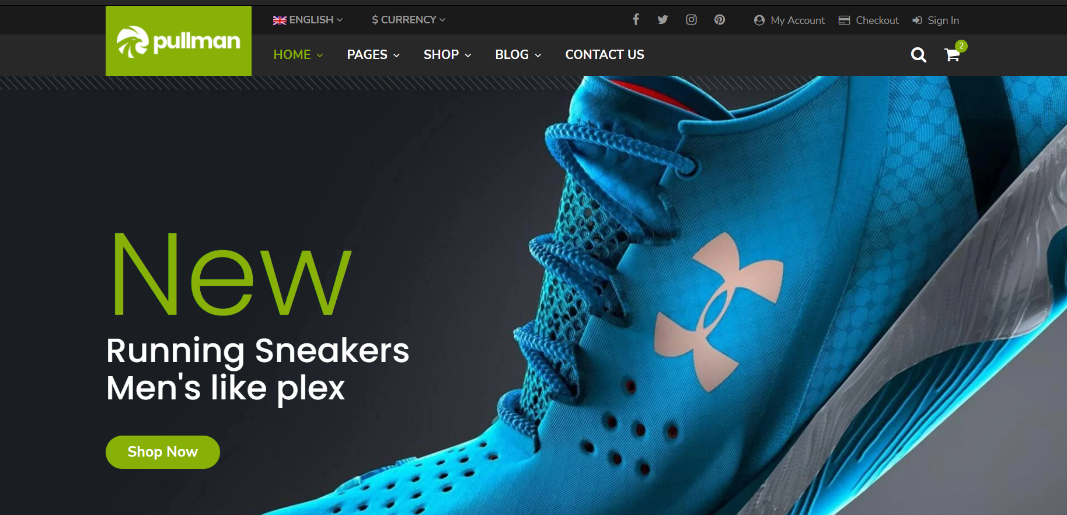 ENGLISH
$ CURRENCY
My Account
Checkout
Sign In
pullman
HOME
PAGES
SHOP
BLOG
CONTACT US
2
New
Running Sneakers
Men's like plex
Shop Now